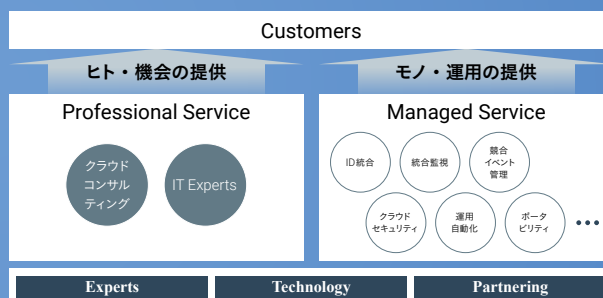 Customers
ヒト・機会の提供
モノ・運用の提供
Professional Service
Managed Service
クラウド
コンサル
ティング
IT Experts
ID統合
統合監視
競合
イベント
管理
クラウド
セキュリティ
運用
自動化
ポータ
ビリティ
•••
Experts
Technology
Partnering